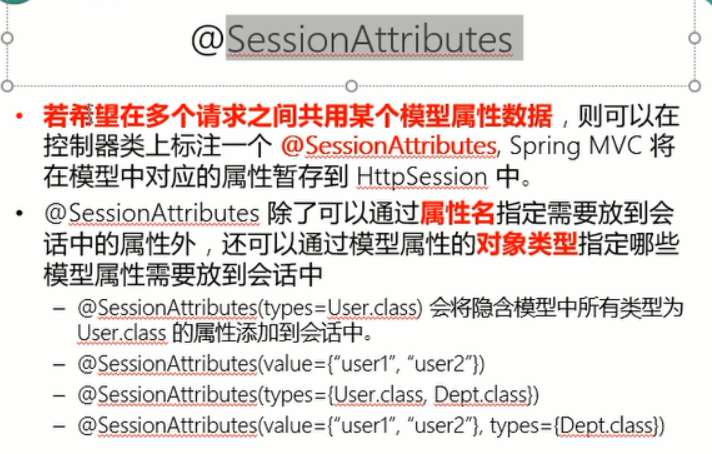 @SessionAttributes
• 若希望在多个请求之间共用某个模型属性数据，则可以在
控制器类上标注一个 @SessionAttributes, Spring MVC 将
在模型中对应的属性暂存到 HttpSession 中。
• @SessionAttributes 除了可以通过属性名指定需要放到会
话中的属性外，还可以通过模型属性的对象类型指定哪些
模型属性需要放到会话中
– @SessionAttributes(types=User.class) 会将隐含模型中所有类型为
User.class 的属性添加到会话中。
– @SessionAttributes(value={“user1”, “user2”})
– @SessionAttributes(types={User.class, Dept.class})
– @SessionAttributes(value={“user1”, “user2”}, types={Dept.class})